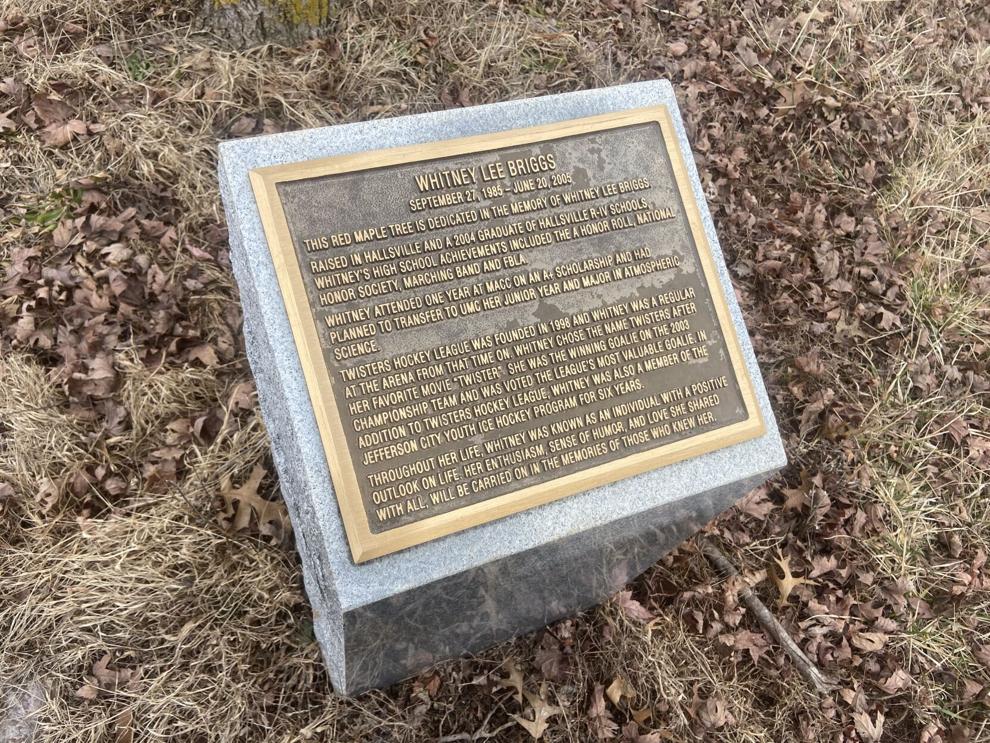 WHITNEY LEE BRIGGS
SEPTEMBER 27, 1985 – JUNE 20, 2005
THIS RED MAPLE TREE IS DEDICATED IN THE MEMORY OF WHITNEY LEE BRIGGS.
RAISED IN HALLSVILLE AND A 2004 GRADUATE OF HALLSVILLE R-IV SCHOOLS,
WHITNEY'S HIGH SCHOOL ACHIEVEMENTS INCLUDED THE A HONOR ROLL, NATIONAL
HONOR SOCIETY, MARCHING BAND AND FBLA.
WHITNEY ATTENDED ONE YEAR AT MACC ON AN A+ SCHOLARSHIP AND HAD
PLANNED TO TRANSFER TO UMC HER JUNIOR YEAR AND MAJOR IN ATMOSPHERIC
SCIENCE.
TWISTERS HOCKEY LEAGUE WAS FOUNDED IN 1998 AND WHITNEY WAS A REGULAR
AT THE ARENA FROM THAT TIME ON. WHITNEY CHOSE THE NAME TWISTERS AFTER
HER FAVORITE MOVIE "TWISTER". SHE WAS THE WINNING GOALIE ON THE 2003
CHAMPIONSHIP TEAM AND WAS VOTED THE LEAGUE'S MOST VALUABLE GOALIE. IN
ADDITION TO TWISTERS HOCKEY LEAGUE, WHITNEY WAS ALSO A MEMBER OF THE
JEFFERSON CITY YOUTH ICE HOCKEY PROGRAM FOR SIX YEARS.
THROUGHOUT HER LIFE, WHITNEY WAS KNOWN AS AN INDIVIDUAL WITH A POSITIVE
OUTLOOK ON LIFE. HER ENTHUSIASM, SENSE OF HUMOR, AND LOVE SHE SHARED
WITH ALL, WILL BE CARRIED ON IN THE MEMORIES OF THOSE WHO KNEW HER.